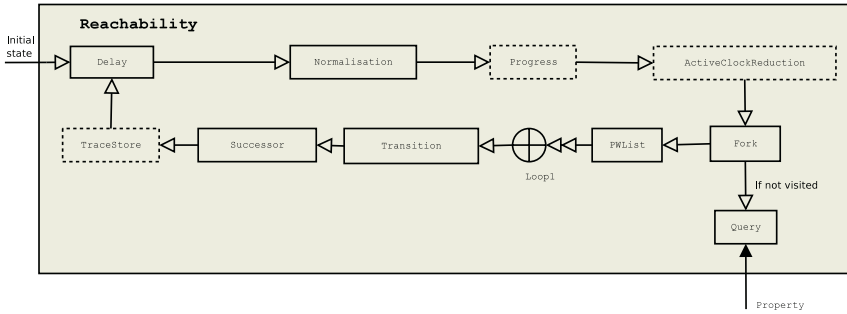 Reachability
Initial
state
Delay
Normalisation
Progress
ActiveClockReduction
TraceStore
Successor
Transition
Loop1
PWList
Fork
If not visited
Query
Property